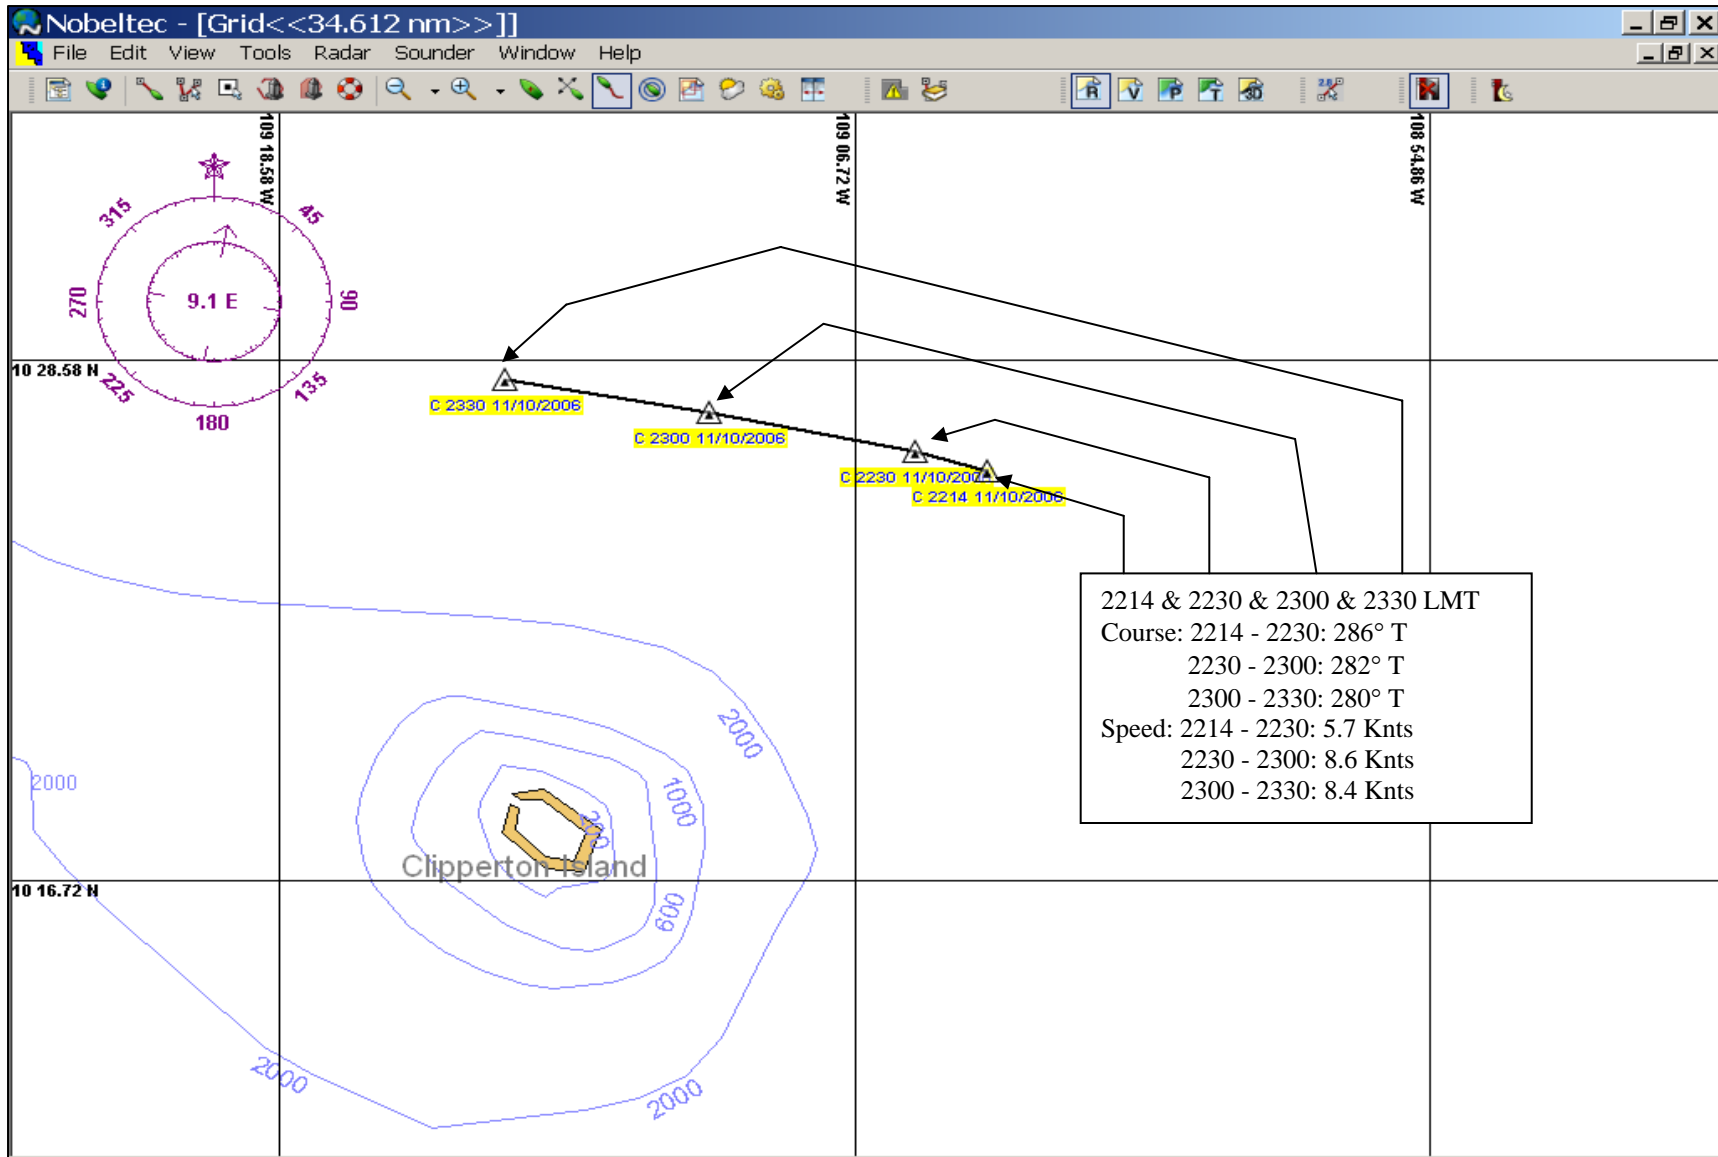 Nobeltec - [Grid<<34.612 nm>>]]
File Edit View Tools Radar Sounder Window Help
R V P T 3D
109 18.58 W
109 06.72 W
108 54.86 W
315
45
270
9.1 E
90
225
135
180
10 28.58 N
C 2330 11/10/2006
C 2300 11/10/2006
C 2230 11/10/200
C 2214 11/10/2006
2214 & 2230 & 2300 & 2330 LMT
Course: 2214 - 2230: 286° T
2230 - 2300: 282° T
2300 - 2330: 280° T
Speed: 2214 - 2230: 5.7 Knts
2230 - 2300: 8.6 Knts
2300 - 2330: 8.4 Knts
2000
2000
1000
200
Clipperton Island
10 16.72 N
600
2000
2000